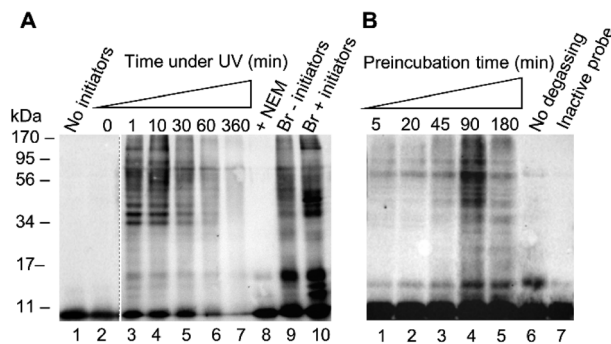 A
No initiators
Time under UV (min)
0 1 10 30 60 360
+ NEM
Br - initiators
Br + initiators
kDa
170 –
95 –
56 –
34 –
17–
11 –
1 2 3 4 5 6 7 8 9 10
B
Preincubation time (min)
5 20 45 90 180
No degassing
Inactive probe
1 2 3 4 5 6 7